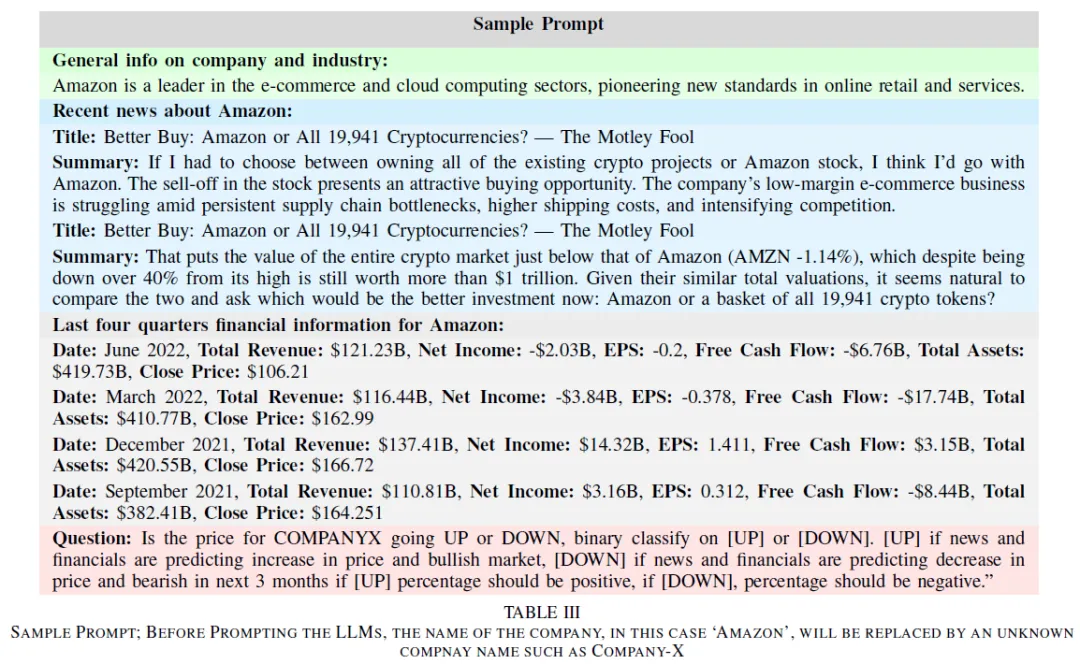 Sample Prompt
General info on company and industry:
Amazon is a leader in the e-commerce and cloud computing sectors, pioneering new standards in online retail and services.
Recent news about Amazon:
Title: Better Buy: Amazon or All 19,941 Cryptocurrencies? — The Motley Fool
Summary: If I had to choose between owning all of the existing crypto projects or Amazon stock, I think I'd go with
Amazon. The sell-off in the stock presents an attractive buying opportunity. The company's low-margin e-commerce business
is struggling amid persistent supply chain bottlenecks, higher shipping costs, and intensifying competition.
Title: Better Buy: Amazon or All 19,941 Cryptocurrencies? — The Motley Fool
Summary: That puts the value of the entire crypto market just below that of Amazon (AMZN -1.14%), which despite being
down over 40% from its high is still worth more than $1 trillion. Given their similar total valuations, it seems natural to
compare the two and ask which would be the better investment now: Amazon or a basket of all 19,941 crypto tokens?
Last four quarters financial information for Amazon:
Date: June 2022, Total Revenue: $121.23B, Net Income: -$2.03B, EPS: -0.2, Free Cash Flow: -$6.76B, Total Assets:
$419.73B, Close Price: $106.21
Date: March 2022, Total Revenue: $116.44B, Net Income: -$3.84B, EPS: -0.378, Free Cash Flow: -$17.74B, Total
Assets: $410.77B, Close Price: $162.99
Date: December 2021, Total Revenue: $137.41B, Net Income: $14.32B, EPS: 1.411, Free Cash Flow: $3.15B, Total
Assets: $420.55B, Close Price: $166.72
Date: September 2021, Total Revenue: $110.81B, Net Income: $3.16B, EPS: 0.312, Free Cash Flow: -$8.44B, Total
Assets: $382.41B, Close Price: $164.251
Question: Is the price for COMPANYX going UP or DOWN, binary classify on [UP] or [DOWN]. [UP] if news and
financials are predicting increase in price and bullish market, [DOWN] if news and financials are predicting decrease in
price and bearish in next 3 months if [UP] percentage should be positive, if [DOWN], percentage should be negative."
TABLE III
SAMPLE PROMPT; BEFORE PROMPTING THE LLMS, THE NAME OF THE COMPANY, IN THIS CASE 'AMAZON', WILL BE REPLACED BY AN UNKNOWN
COMPNAY NAME SUCH AS COMPANY-X